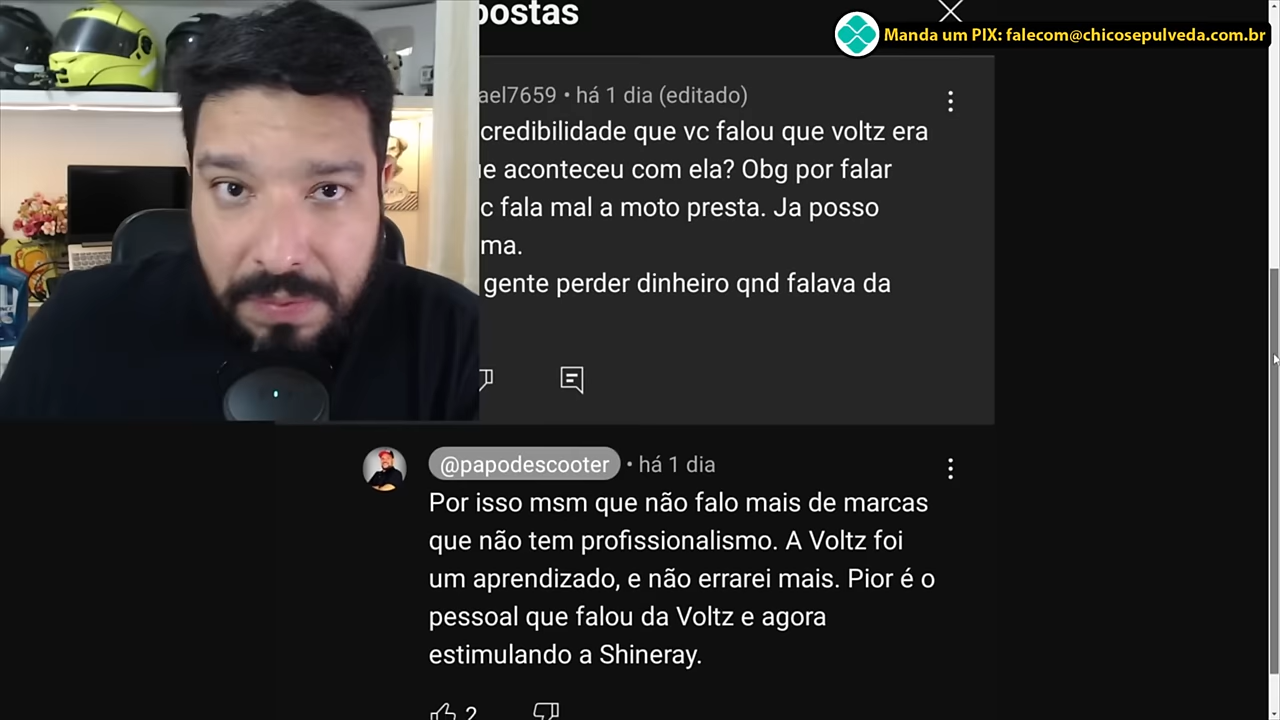 postas
Manda um PIX: falecom@chicosepulveda.com.br
ael7659 • há 1 dia (editado)
credibilidade que vc falou que voltz era
aconteceu com ela? Obg por falar
fala mal a moto presta. Ja posso
ma.
gente perder dinheiro qnd falava da
@papodescooter • há 1 dia
Por isso msm que não falo mais de marcas
que não tem profissionalismo. A Voltz foi
um aprendizado, e não errarei mais. Pior é o
pessoal que falou da Voltz e agora
estimulando a Shineray.
2